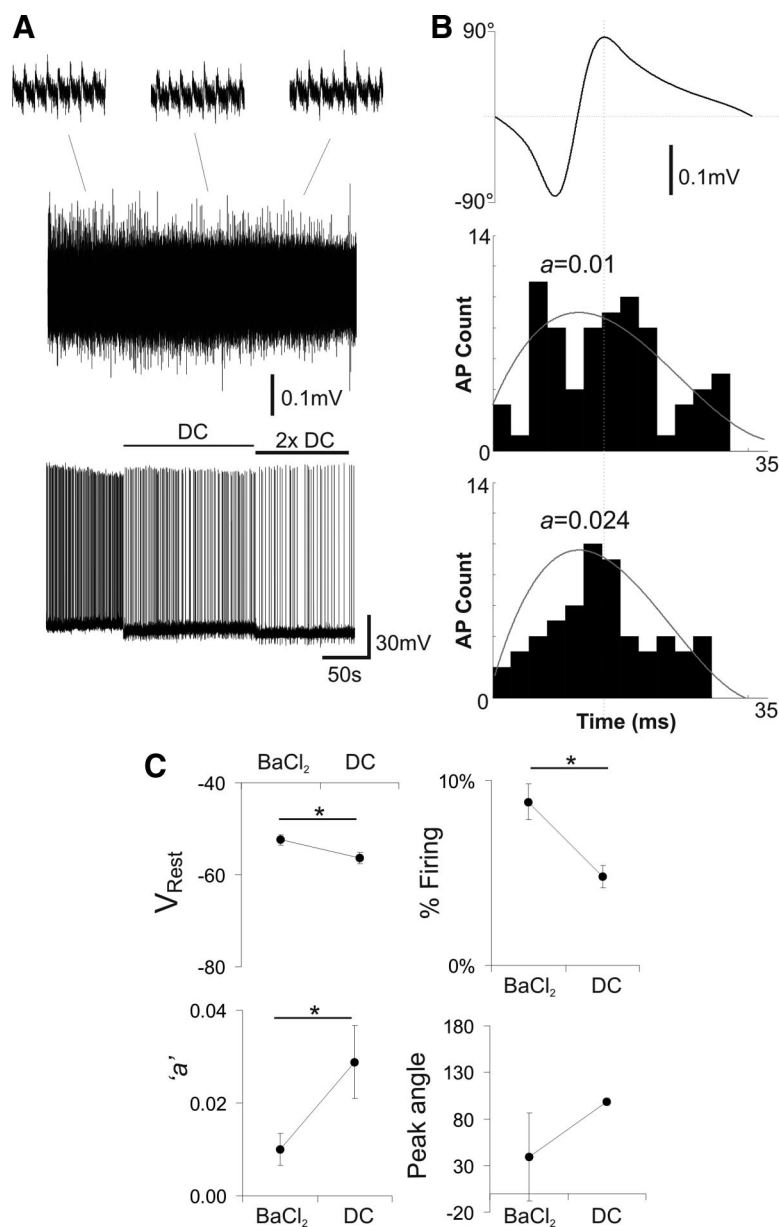 A
0.1mV
DC
2x DC
30mV
50s
B
90°
-90°
0.1mV
14
a=0.01
AP Count
0
35
14
a=0.024
AP Count
0
35
Time (ms)
C
BaCl₂ DC
-40
*
-60
-80
V_Rest
10%
*
% Firing
0%
BaCl₂ DC
0.04
*
'a'
0.02
0.00
BaCl₂ DC
180
130
Peak angle
80
30
-20
BaCl₂ DC